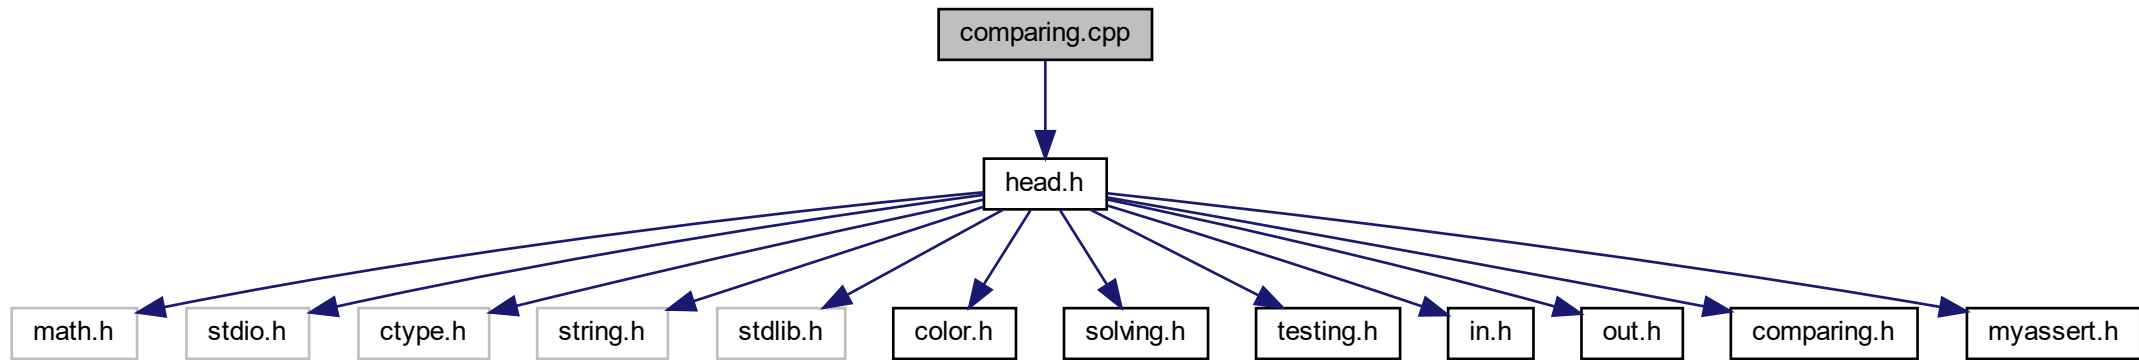 comparing.cpp
head.h
math.h
stdio.h
ctype.h
string.h
stdlib.h
color.h
solving.h
testing.h
in.h
out.h
comparing.h
myassert.h